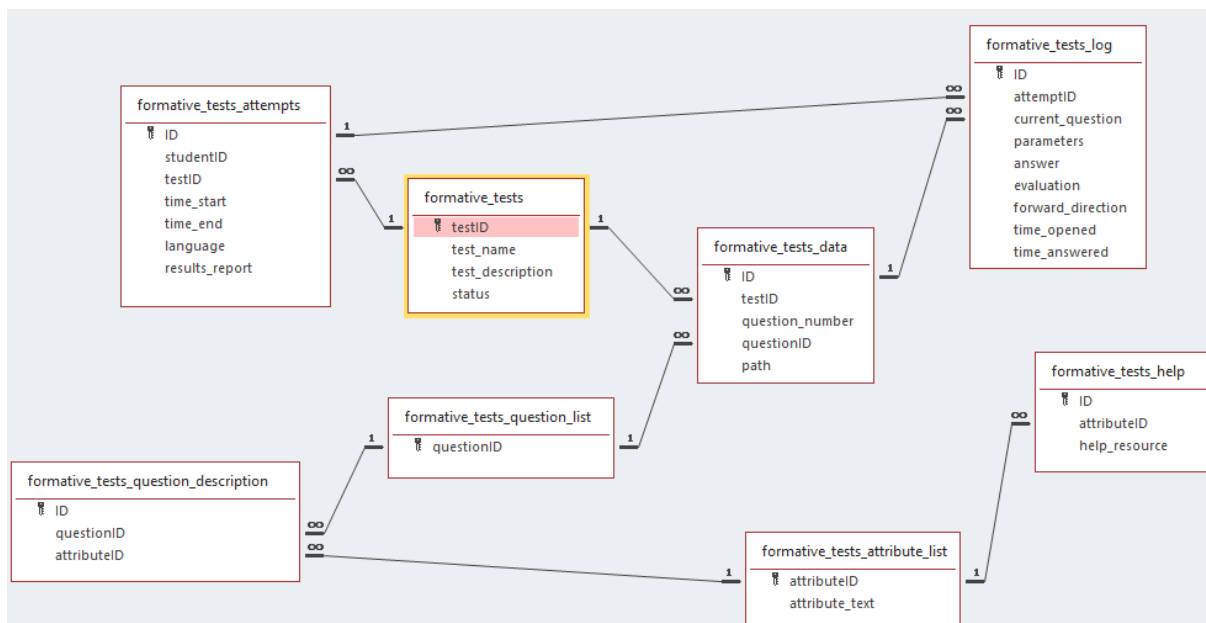 formative_tests_attempts
ID
studentID
testID
time_start
time_end
language
results_report
1
∞
formative_tests
testID
test_name
test_description
status
1
1
formative_tests_log
ID
attemptID
current_question
parameters
answer
evaluation
forward_direction
time_opened
time_answered
∞
∞
formative_tests_data
ID
testID
question_number
questionID
path
∞
∞
1
formative_tests_help
ID
attributeID
help_resource
∞
formative_tests_question_list
questionID
1
1
formative_tests_question_description
ID
questionID
attributeID
∞
∞
formative_tests_attribute_list
attributeID
attribute_text
1
1